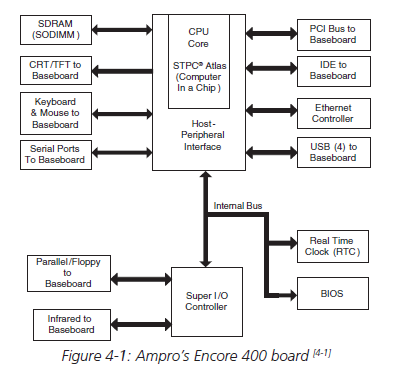 SDRAM
(SODIMM)
CRT/TFT to
Baseboard
Keyboard
& Mouse to
Baseboard
Serial Ports
To Baseboard
CPU
Core
STPC® Atlas
(Computer
In a Chip)
Host-
Peripheral
Interface
PCI Bus to
Baseboard
IDE to
Baseboard
Ethernet
Controller
USB (4) to
Baseboard
Internal Bus
Real Time
Clock (RTC)
BIOS
Parallel/Floppy
to
Baseboard
Infrared to
Baseboard
Super I/O
Controller
Figure 4-1: Ampro's Encore 400 board [4-1]